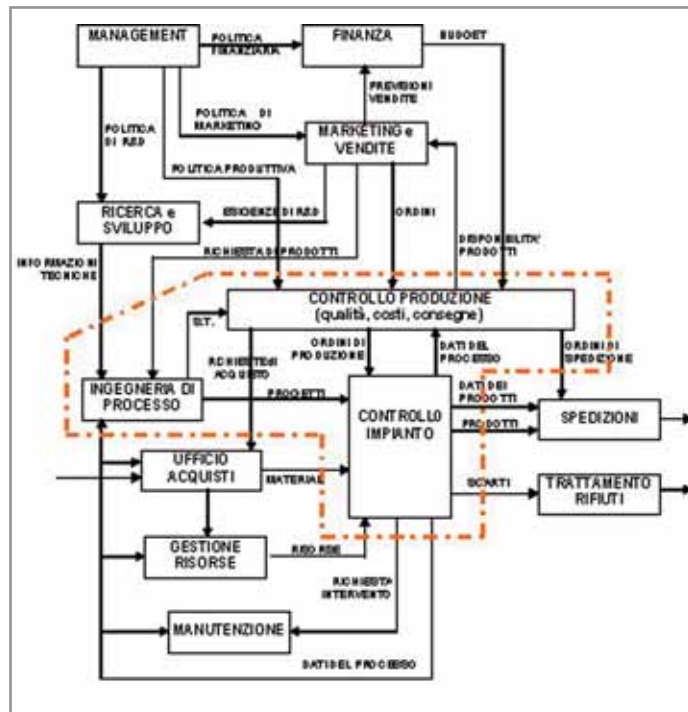 MANAGEMENT
POLITICA
FINANZIARIA
FINANZA
BUDGET
PREVISIONI
VENDITE
POLITICA DI
MARKETING
MARKETING e
VENDITE
POLITICA
DI R&D
POLITICA PRODUTTIVA
RICERCA e
SVILUPPO
ESIGENZE DI R&D
ORDINI
INFORMAZIONI
TECNICHE
RICHIESTA DI PRODOTTI
DISPONIBILITA'
PRODOTTI
CONTROLLO PRODUZIONE
(qualità, costi, consegne)
ORDINI DI
PRODUZIONE
DATI DEL
PROCESSO
ORDINI DI
SPEDIZIONE
RICHIESTE di
ACQUISTO
INGEGNERIA DI
PROCESSO
PROGETTI
CONTROLLO
IMPIANTO
DATI DEI
PRODOTTI
PRODOTTI
SPEDIZIONI
UFFICIO
ACQUISTI
MATERIALI
SCARTI
TRATTAMENTO
RIFIUTI
GESTIONE
RISORSE
RISORSE
RICHIESTA
INTERVENTO
MANUTENZIONE
DATI DEL PROCESSO